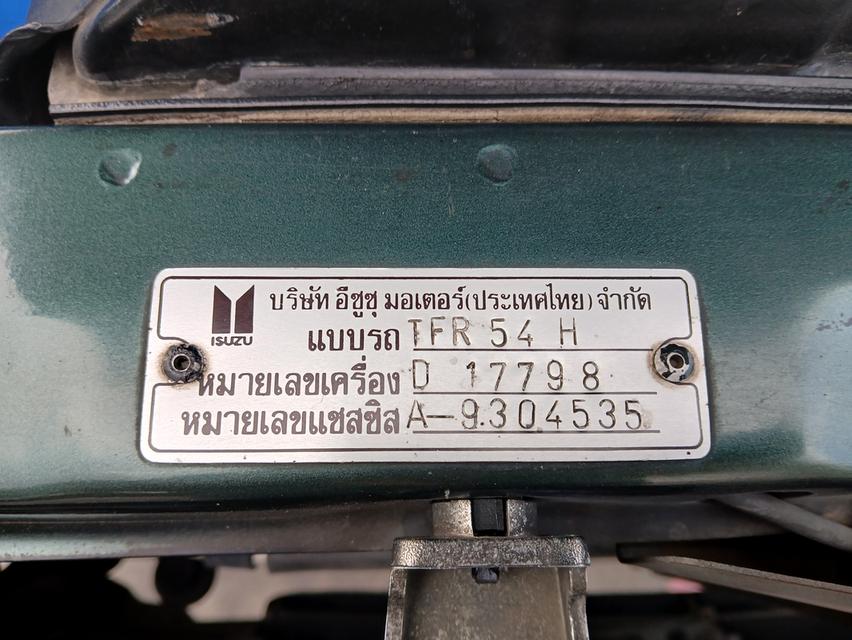 บริษัท อีซูซุ มอเตอร์(ประเทศไทย) จำกัด
ISUZU
แบบรถ TFR 54 H
หมายเลขเครื่อง D 17798
หมายเลขแชสซิส A-9304535